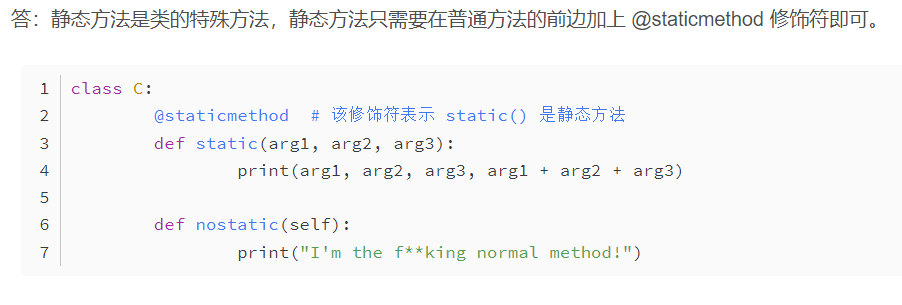 答：静态方法是类的特殊方法，静态方法只需要在普通方法的前边加上 @staticmethod 修饰符即可。
1 class C:
2         @staticmethod  # 该修饰符表示 static() 是静态方法
3         def static(arg1, arg2, arg3):
4                 print(arg1, arg2, arg3, arg1 + arg2 + arg3)
5
6         def nostatic(self):
7                 print("I'm the f**king normal method!")